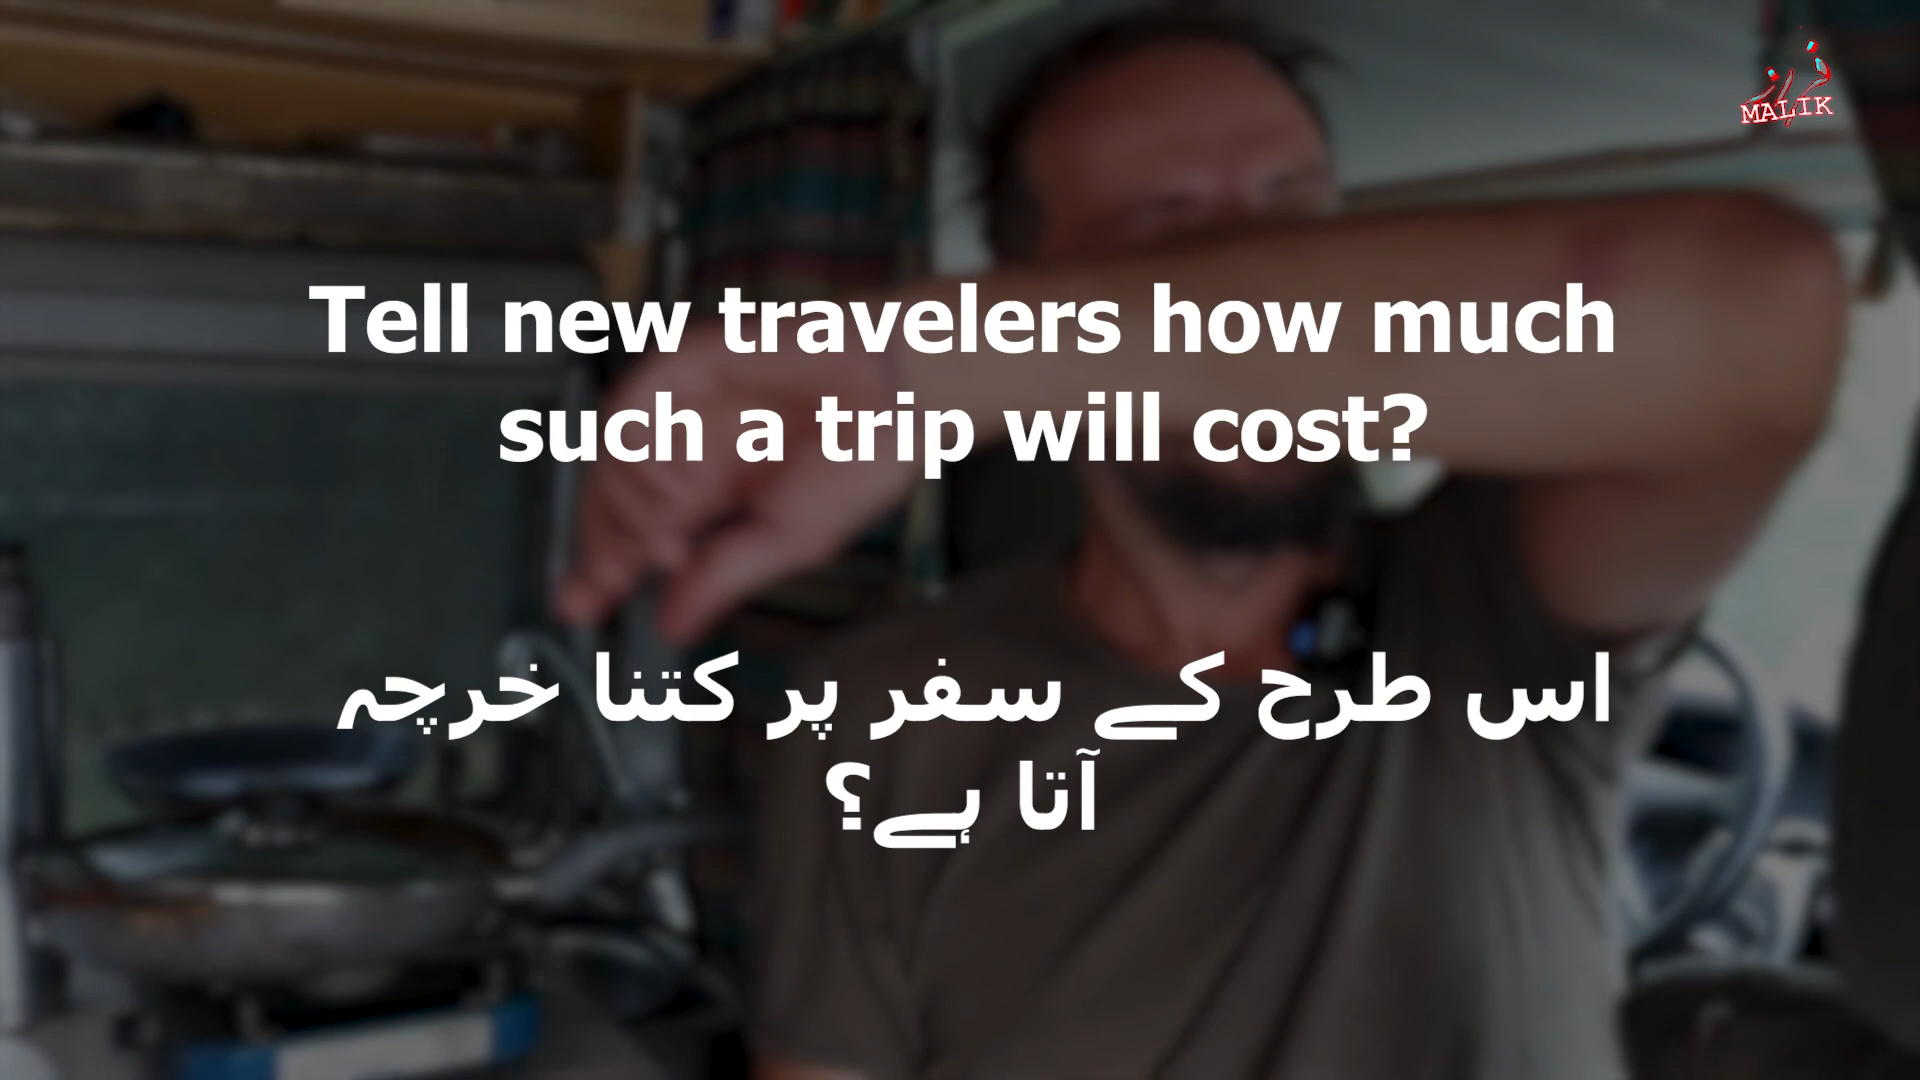 فراز
MALIK
Tell new travelers how much
such a trip will cost?
اس طرح کے سفر پر کتنا خرچہ
آتا ہے؟